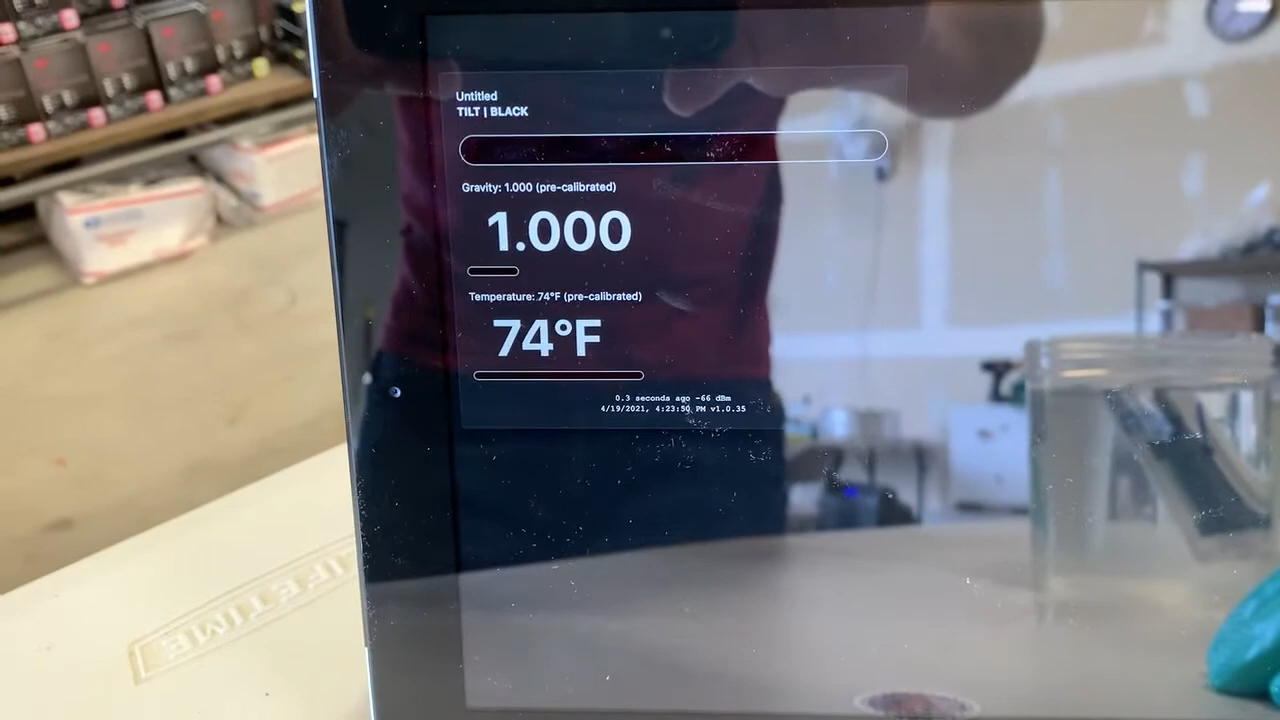 Untitled
TILT | BLACK
Gravity: 1.000 (pre-calibrated)
1.000
Temperature: 74°F (pre-calibrated)
74°F
0.3 seconds ago -66 dBm
4/19/2021, 4:23:50 PM v1.0.35
LIFETIME